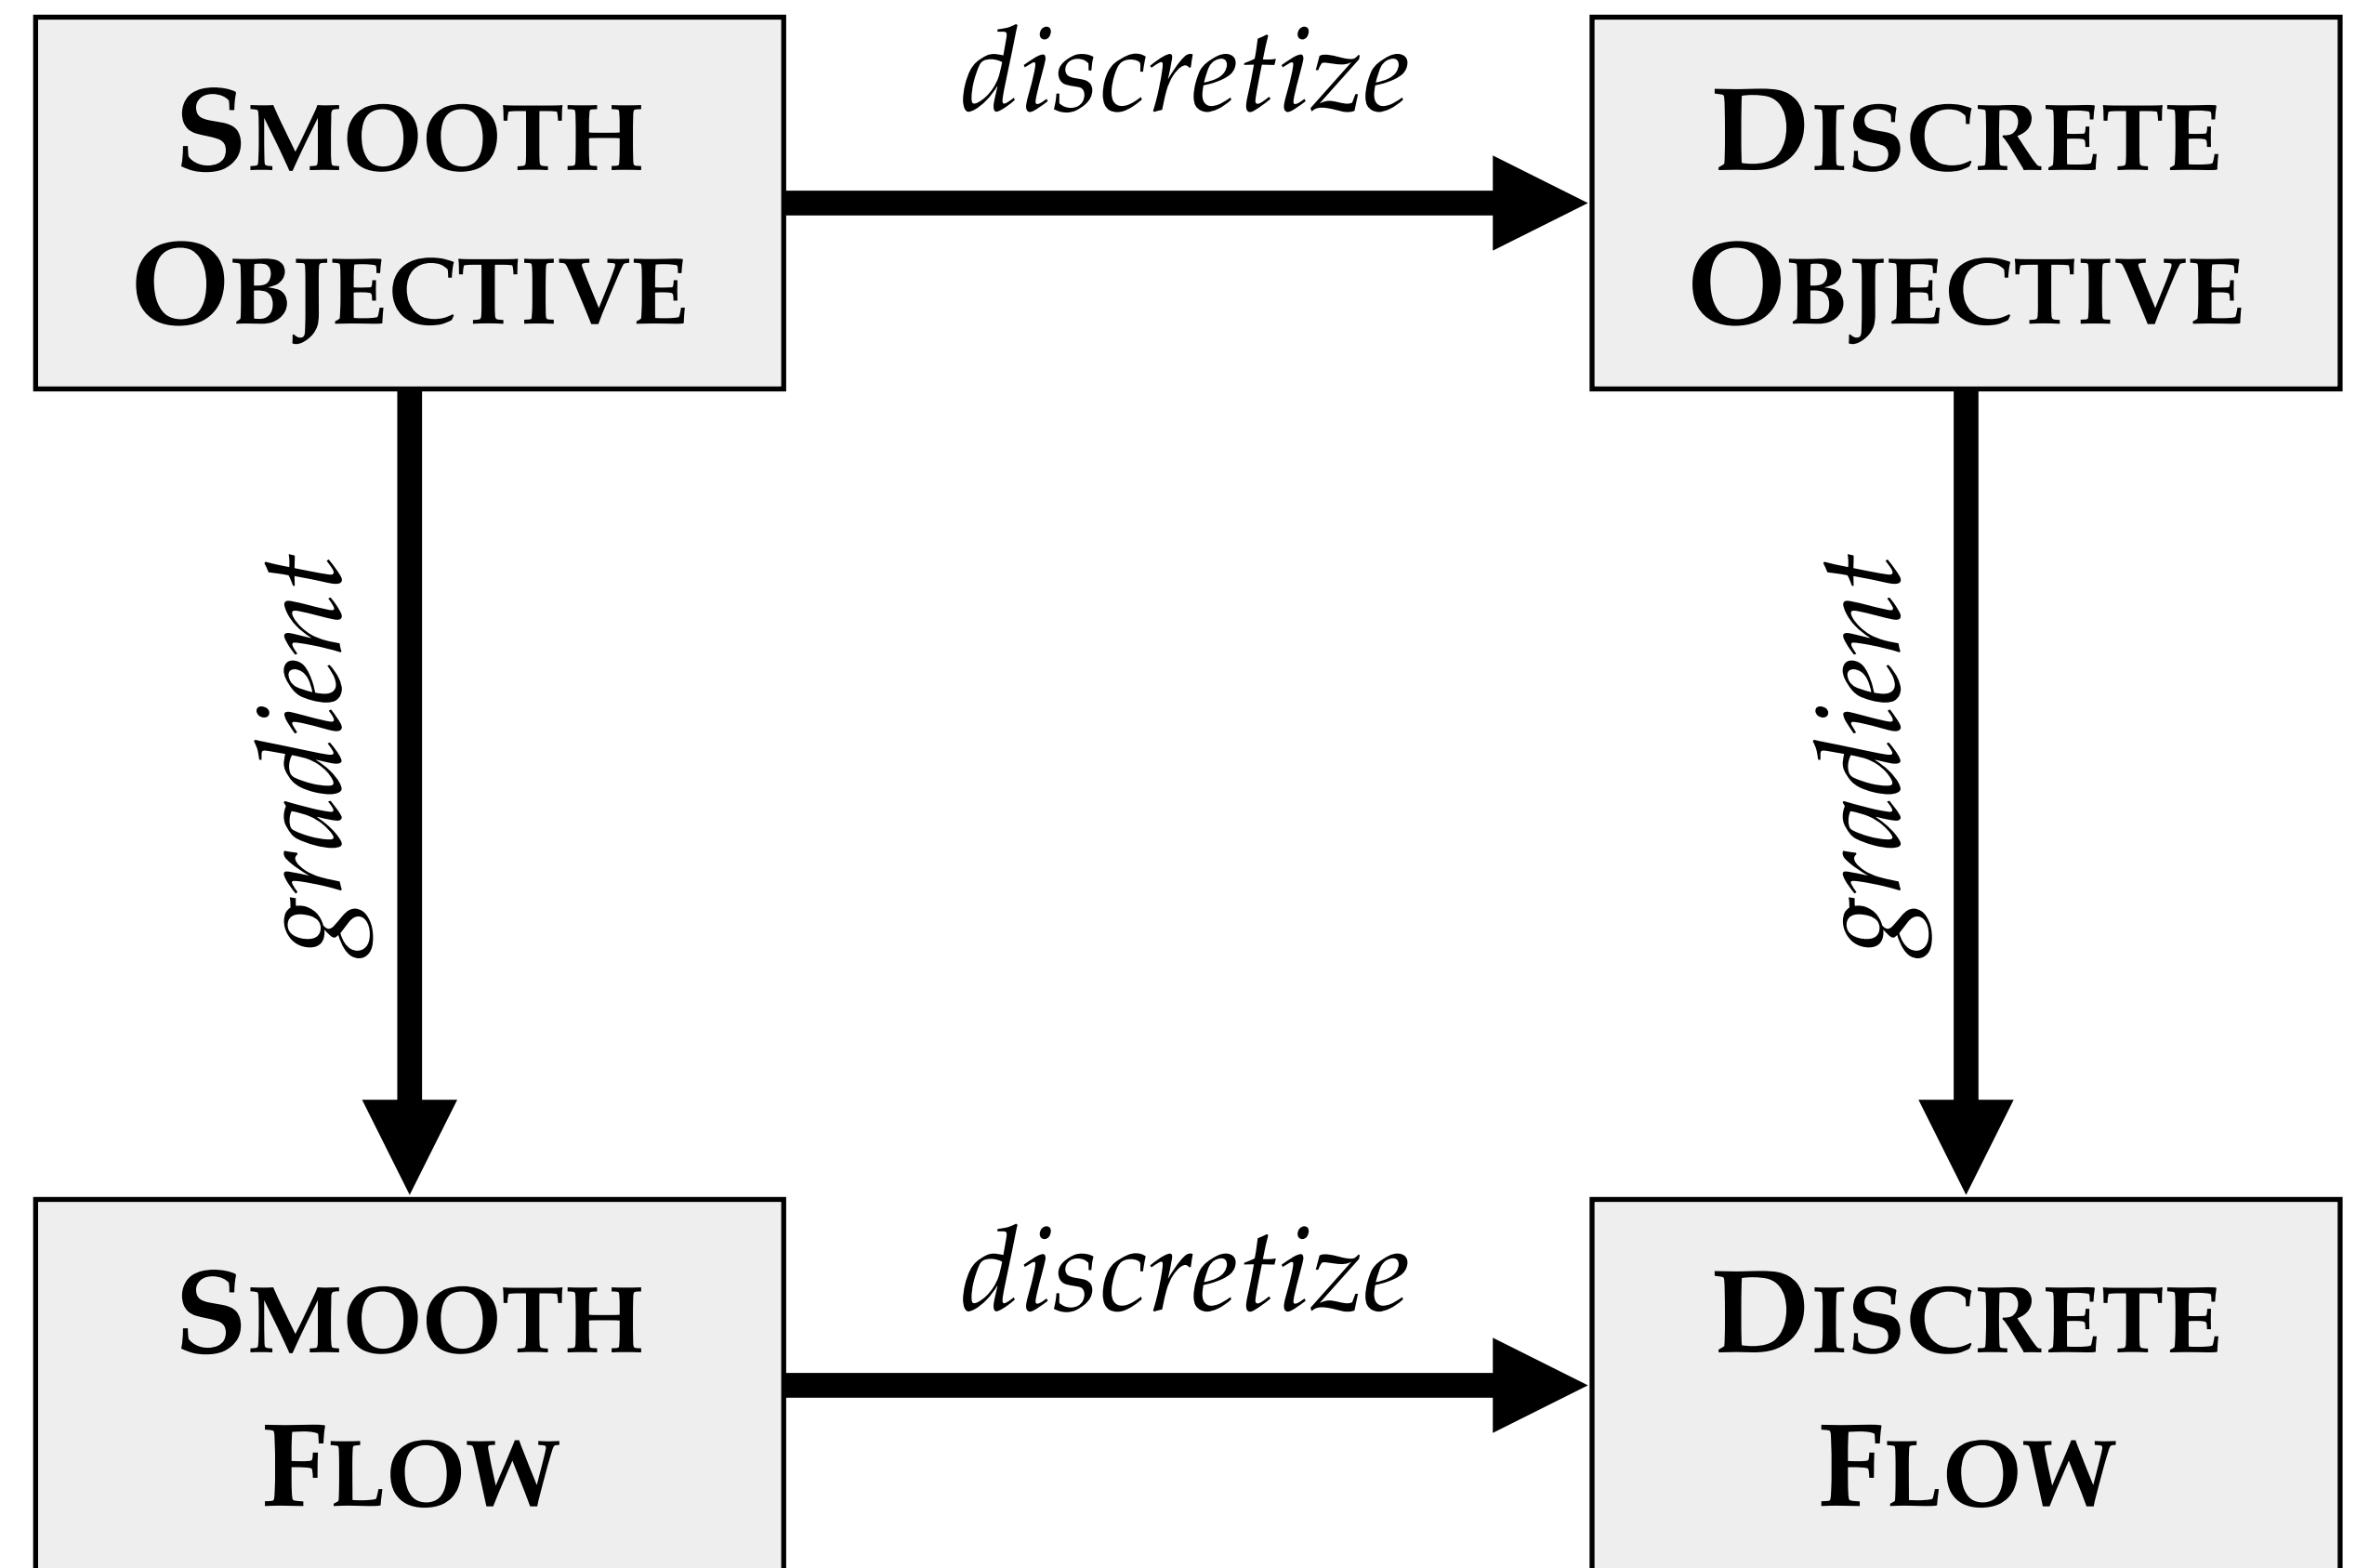 discretize
SMOOTH
OBJECTIVE
DISCRETE
OBJECTIVE
gradient
gradient
discretize
SMOOTH
FLOW
DISCRETE
FLOW